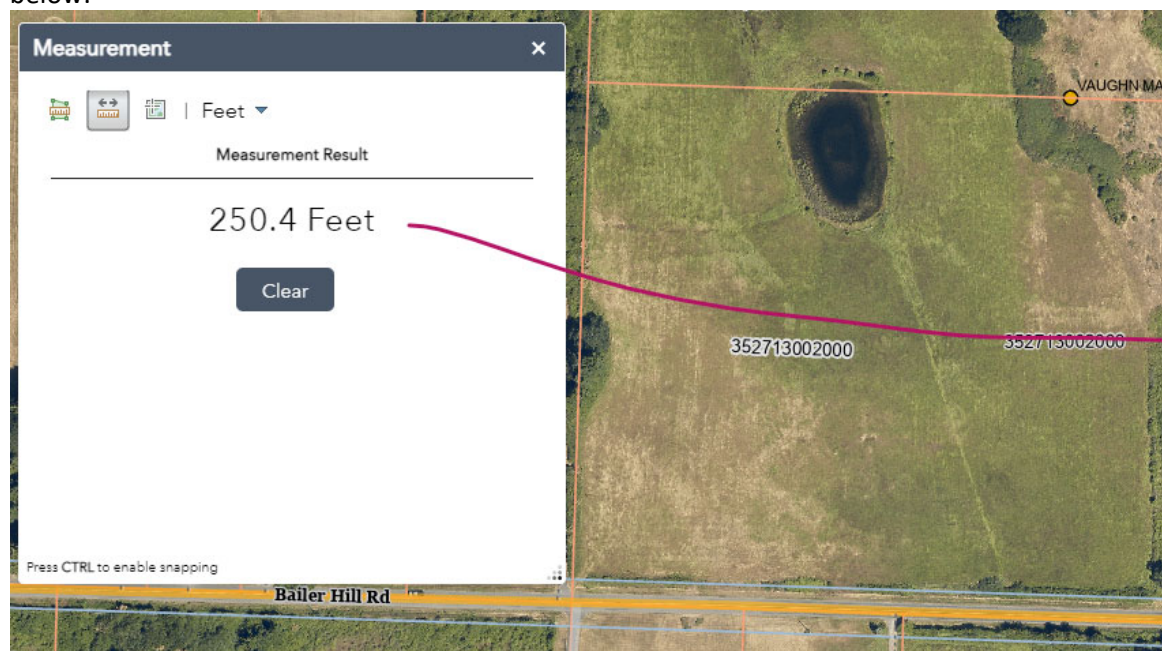 Measurement
| Feet
Measurement Result
250.4 Feet
Clear
Press CTRL to enable snapping
VAUGHN MA
352713002000
352713002000
Bailer Hill Rd